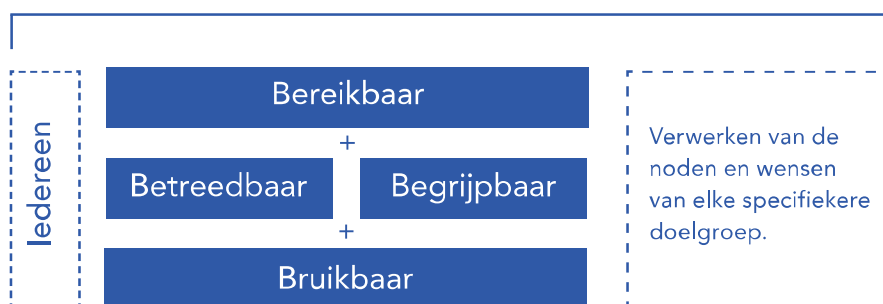 Iedereen
Bereikbaar
+
Betreedbaar
Begrijpbaar
+
Bruikbaar
Verwerken van de
noden en wensen
van elke specifiekere
doelgroep.